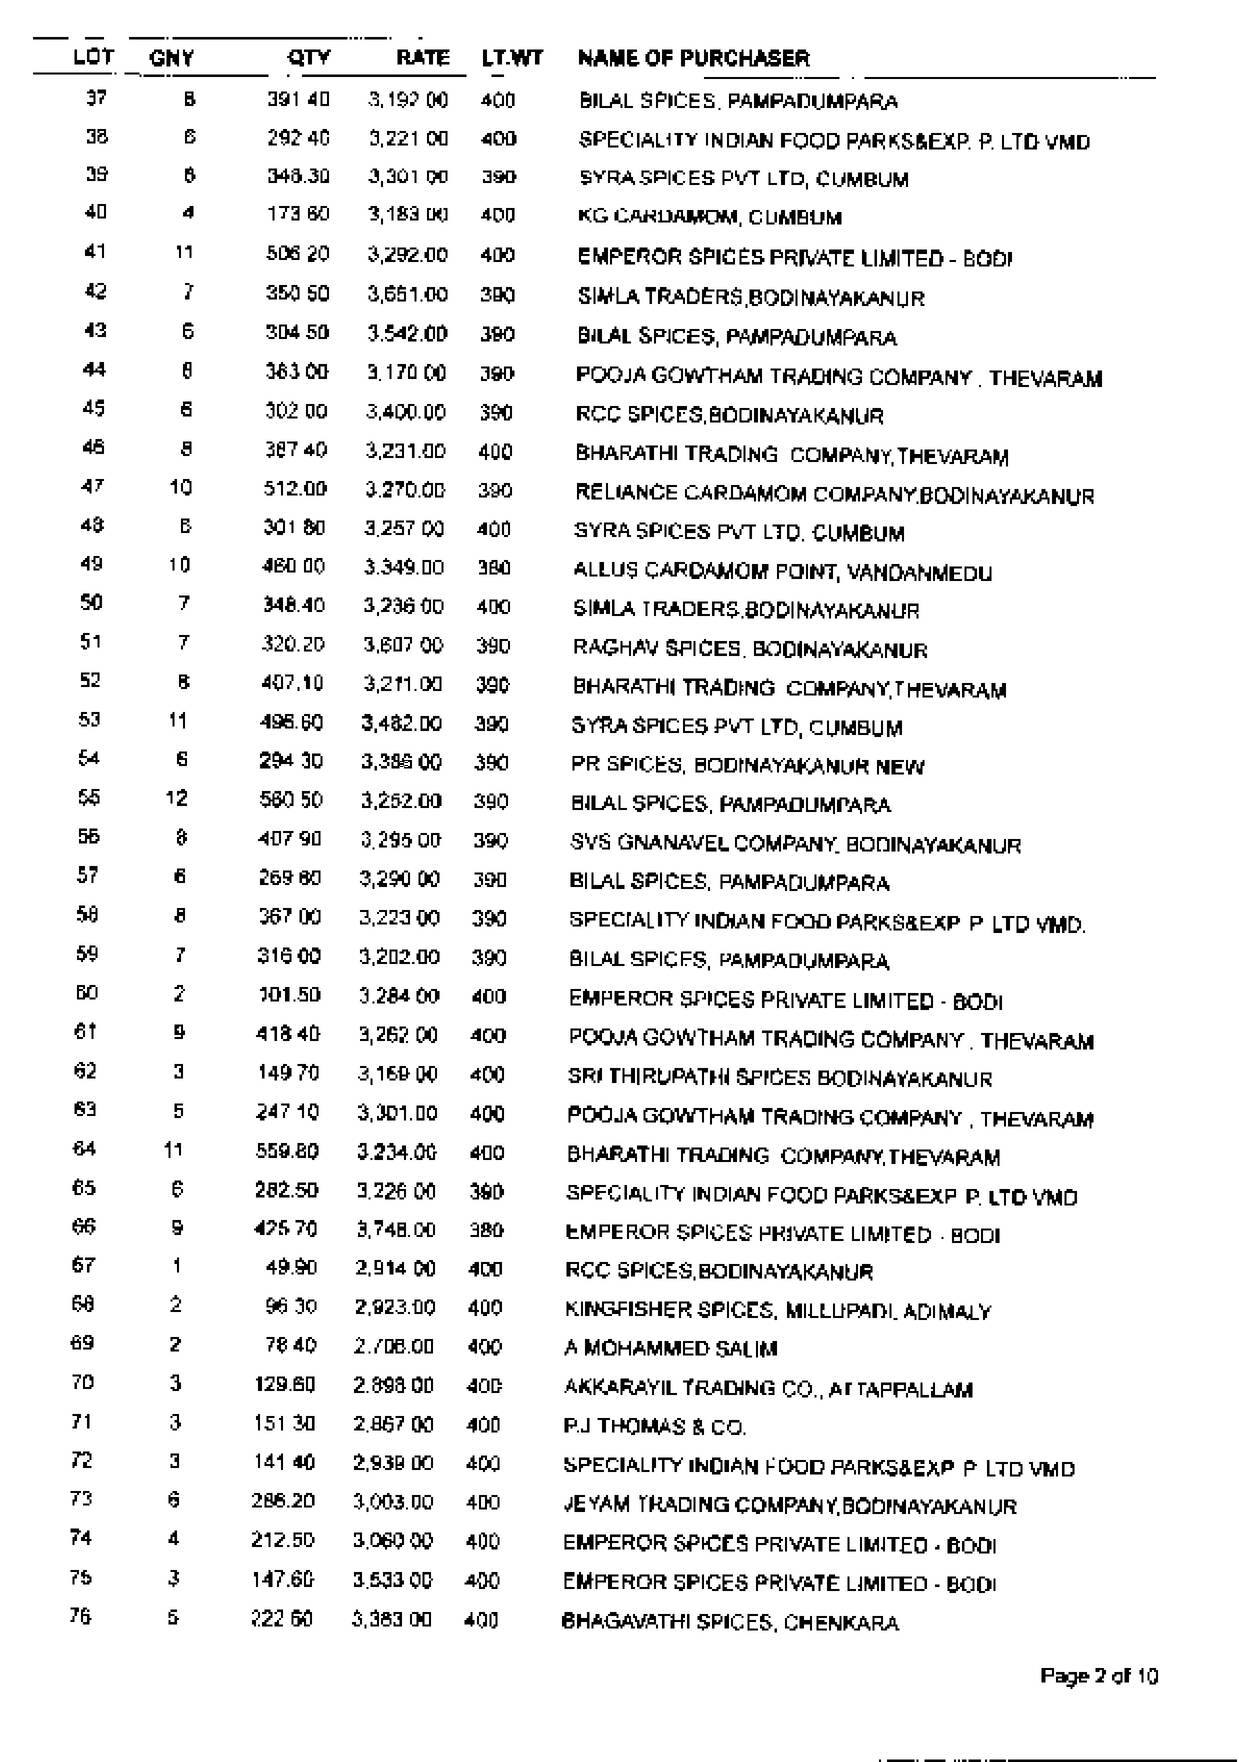 LOT GNY QTY RATE LT.WT NAME OF PURCHASER
37 8 391 40 3,192 00 400 BILAL SPICES, PAMPADUMPARA
38 6 292 40 3,221 00 400 SPECIALITY INDIAN FOOD PARKS&EXP. P. LTD VMD
39 348.30 3,301 00 390 SYRA SPICES PVT LTD, CUMBUM
40 4 173 60 3,183 00 400 KG CARDAMOM, CUMBUM
41 11 506 20 3,292.00 400 EMPEROR SPICES PRIVATE LIMITED - BODI
42 7 350 50 3,651.00 390 SIMLA TRADERS,BODINAYAKANUR
43 6 304 50 3.542.00 390 BILAL SPICES, PAMPADUMPARA
44 8 383 00 3,170 00 390 POOJA GOWTHAM TRADING COMPANY , THEVARAM
45 6 302 00 3,400.00 390 RCC SPICES,BODINAYAKANUR
46 8 387 40 3,231.00 400 BHARATHI TRADING COMPANY,THEVARAM
47 10 512.00 3.270.00 390 RELIANCE CARDAMOM COMPANY,BODINAYAKANUR
48 6 301 80 3,257 00 400 SYRA SPICES PVT LTD, CUMBUM
49 10 460 00 3.349.00 380 ALLUS CARDAMOM POINT, VANDANMEDU
50 7 348.40 3,236 00 400 SIMLA TRADERS,BODINAYAKANUR
51 7 320.20 3,607 00 390 RAGHAV SPICES, BODINAYAKANUR
52 8 407.10 3,211.00 390 BHARATHI TRADING COMPANY,THEVARAM
53 11 496.60 3,482.00 390 SYRA SPICES PVT LTD, CUMBUM
54 6 294 30 3,386 00 390 PR SPICES, BODINAYAKANUR NEW
55 12 560 50 3,252.00 390 BILAL SPICES, PAMPADUMPARA
56 8 407 90 3,295 00 390 SVS GNANAVEL COMPANY, BODINAYAKANUR
57 6 269 60 3,290 00 390 BILAL SPICES, PAMPADUMPARA
58 8 367 00 3,223 00 390 SPECIALITY INDIAN FOOD PARKS&EXP P LTD VMD.
59 7 316 00 3,202.00 390 BILAL SPICES, PAMPADUMPARA
60 2 101.50 3.284 00 400 EMPEROR SPICES PRIVATE LIMITED - BODI
61 9 418 40 3,262 00 400 POOJA GOWTHAM TRADING COMPANY , THEVARAM
62 3 149 70 3,169 00 400 SRI THIRUPATHI SPICES BODINAYAKANUR
63 5 247 10 3,301.00 400 POOJA GOWTHAM TRADING COMPANY , THEVARAM
64 11 559.80 3.234.00 400 BHARATHI TRADING COMPANY,THEVARAM
65 6 282.50 3,226 00 390 SPECIALITY INDIAN FOOD PARKS&EXP P. LTD VMD
66 9 425 70 3,748.00 380 EMPEROR SPICES PRIVATE LIMITED - BODI
67 1 49.90 2,914 00 400 RCC SPICES,BODINAYAKANUR
68 2 96 30 2,923.00 400 KINGFISHER SPICES, MILLUPADI, ADIMALY
69 2 78 40 2.708.00 400 A MOHAMMED SALIM
70 3 129.60 2.898 00 400 AKKARAYIL TRADING CO., ATTAPPALLAM
71 3 151 30 2,867 00 400 P.J THOMAS & CO.
72 3 141 40 2,939 00 400 SPECIALITY INDIAN FOOD PARKS&EXP P LTD VMD
73 6 286.20 3,003.00 400 JEYAM TRADING COMPANY,BODINAYAKANUR
74 4 212.50 3,060 00 400 EMPEROR SPICES PRIVATE LIMITED - BODI
75 3 147.60 3.533 00 400 EMPEROR SPICES PRIVATE LIMITED - BODI
76 5 222 60 3,383 00 400 BHAGAVATHI SPICES, CHENKARA
Page 2 of 10